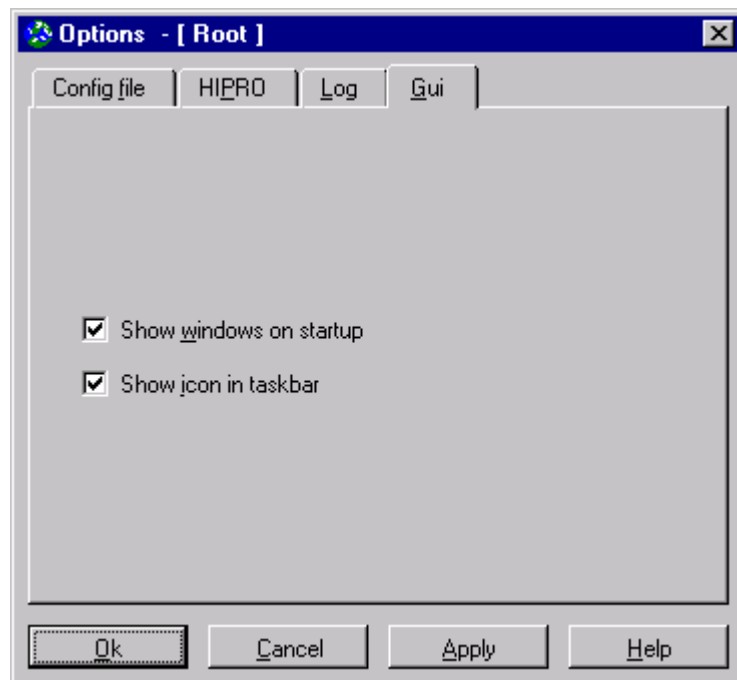 Options - [ Root ]
Config file HIPRO Log Gui
Show windows on startup
Show icon in taskbar
Ok Cancel Apply Help